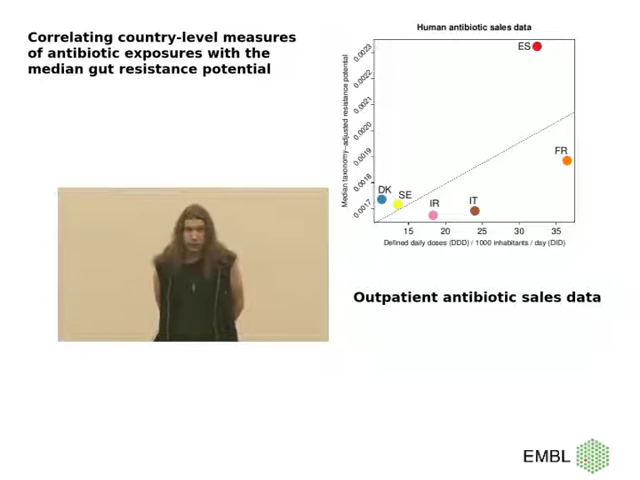 Correlating country-level measures
of antibiotic exposures with the
median gut resistance potential
Human antibiotic sales data
Median taxonomy-adjusted resistance potential
0.0023
0.0022
0.0021
0.0020
0.0019
0.0018
0.0017
ES
FR
DK
SE
IR
IT
15
20
25
30
35
Defined daily doses (DDD) / 1000 inhabitants / day (DID)
Outpatient antibiotic sales data
EMBL